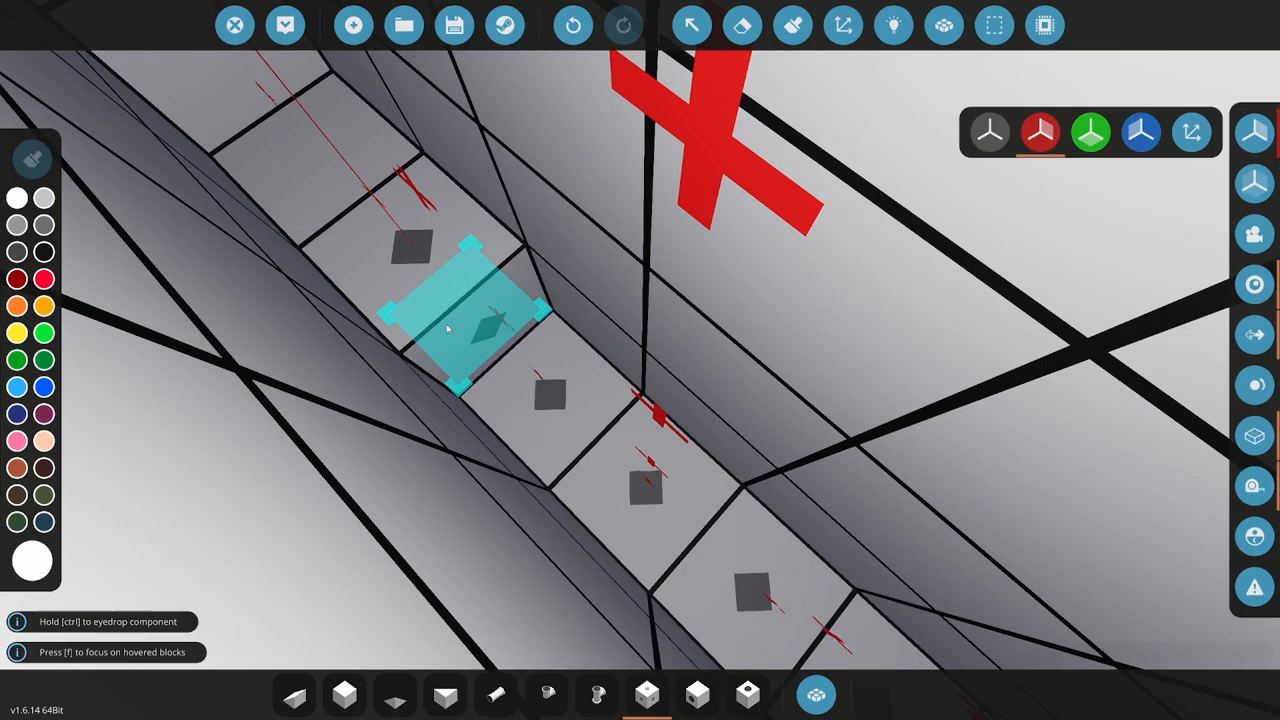 Hold [ctrl] to eyedrop component
Press [f] to focus on hovered blocks
v1.6.14 64Bit